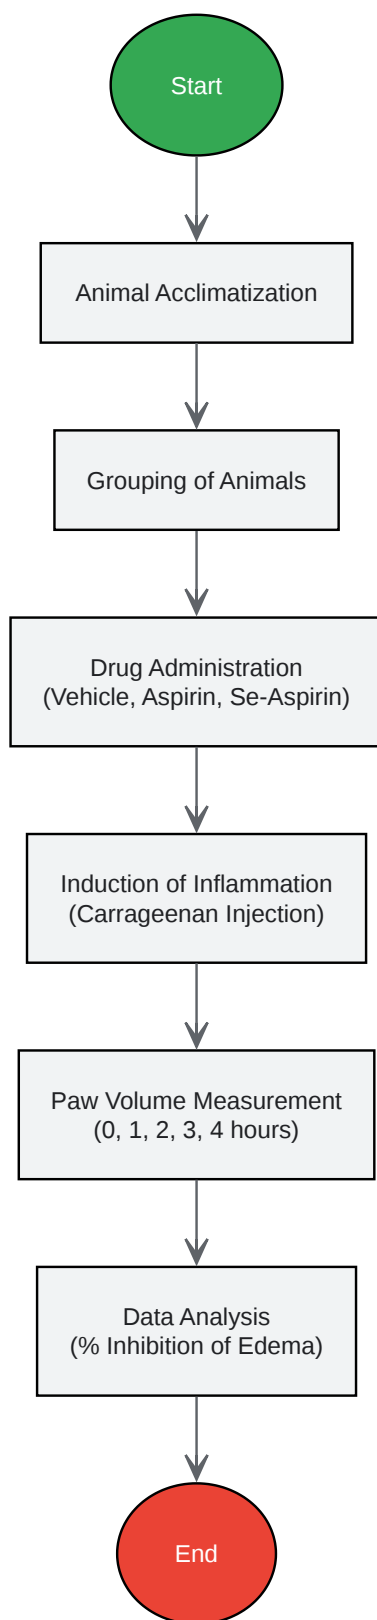 Start
Animal Acclimatization
Grouping of Animals
Drug Administration
(Vehicle, Aspirin, Se-Aspirin)
Induction of Inflammation
(Carrageenan Injection)
Paw Volume Measurement
(0, 1, 2, 3, 4 hours)
Data Analysis
(% Inhibition of Edema)
End